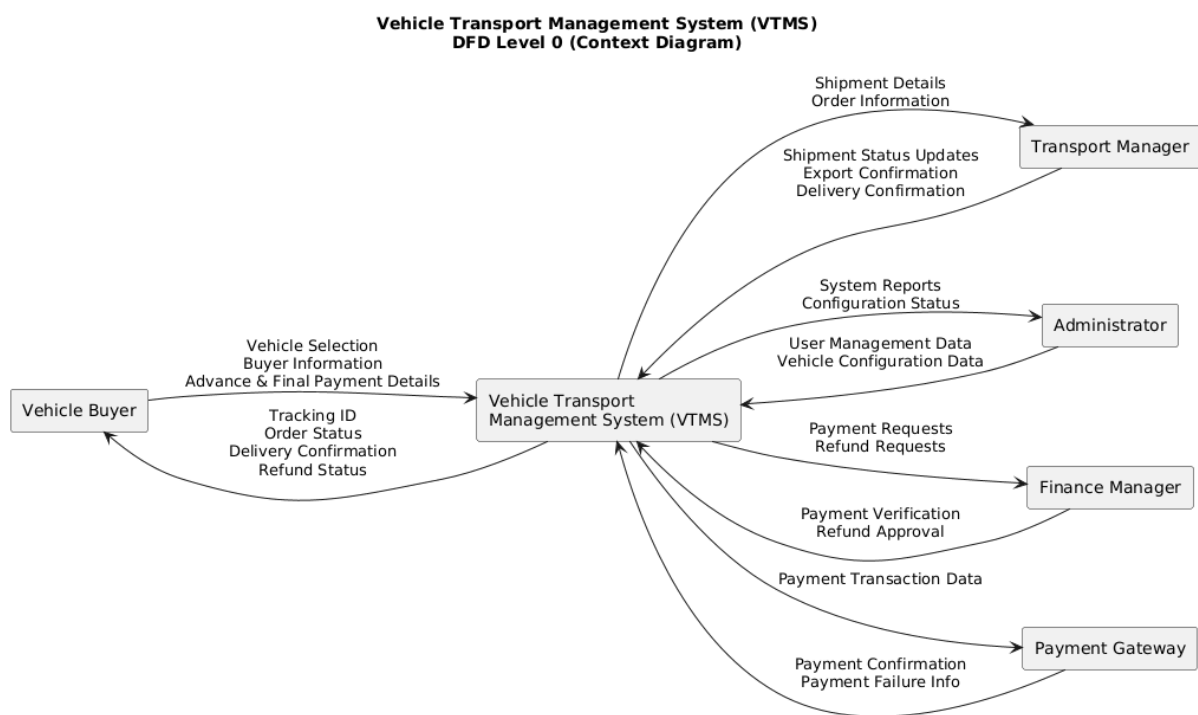 Vehicle Transport Management System (VTMS)
DFD Level 0 (Context Diagram)
Shipment Details
Order Information
Transport Manager
Shipment Status Updates
Export Confirmation
Delivery Confirmation
System Reports
Configuration Status
Administrator
User Management Data
Vehicle Configuration Data
Vehicle Selection
Buyer Information
Advance & Final Payment Details
Vehicle Buyer
Vehicle Transport
Management System (VTMS)
Tracking ID
Order Status
Delivery Confirmation
Refund Status
Payment Requests
Refund Requests
Finance Manager
Payment Verification
Refund Approval
Payment Transaction Data
Payment Gateway
Payment Confirmation
Payment Failure Info